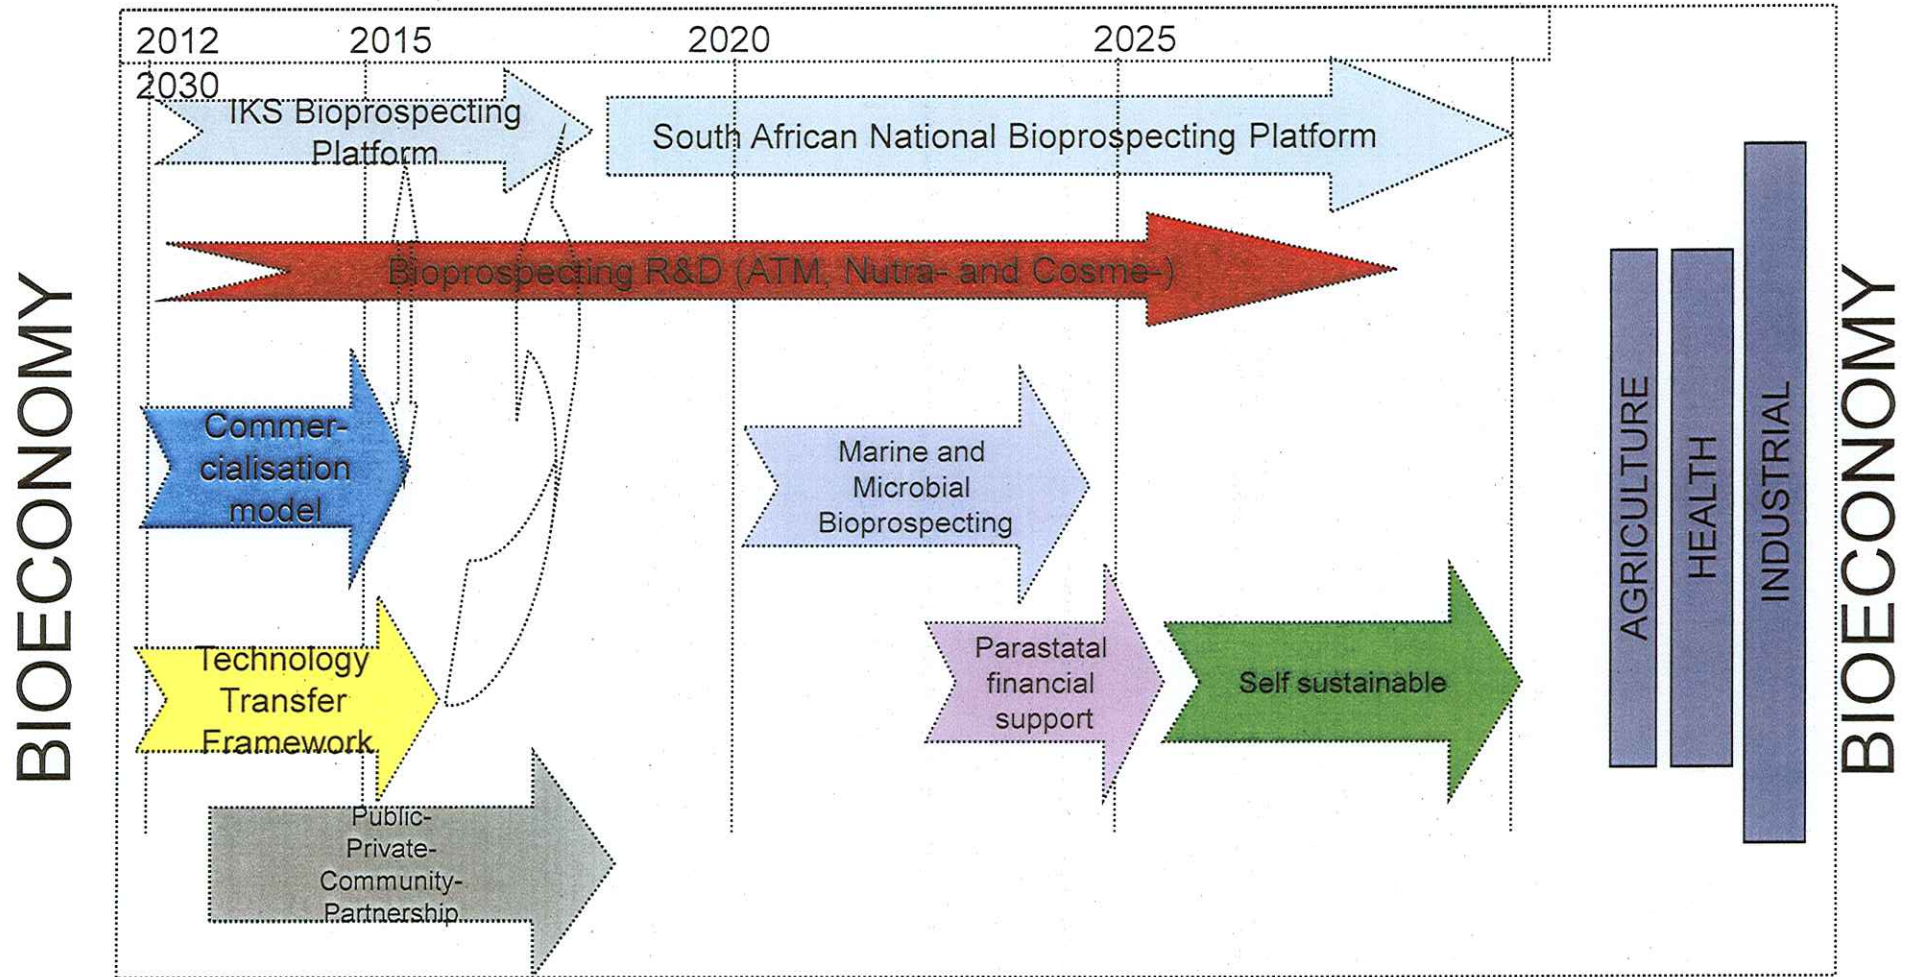 2012 2015 2020 2025
2030
IKS Bioprospecting
Platform
South African National Bioprospecting Platform
Bioprospecting R&D (ATM, Nutra- and Cosme-)
BIOECONOMY
Commer-
cialisation
model
Marine and
Microbial
Bioprospecting
Technology
Transfer
Framework
Parastatal
financial
support
Self sustainable
Public-
Private-
Community-
Partnership
AGRICULTURE
HEALTH
INDUSTRIAL
BIOECONOMY